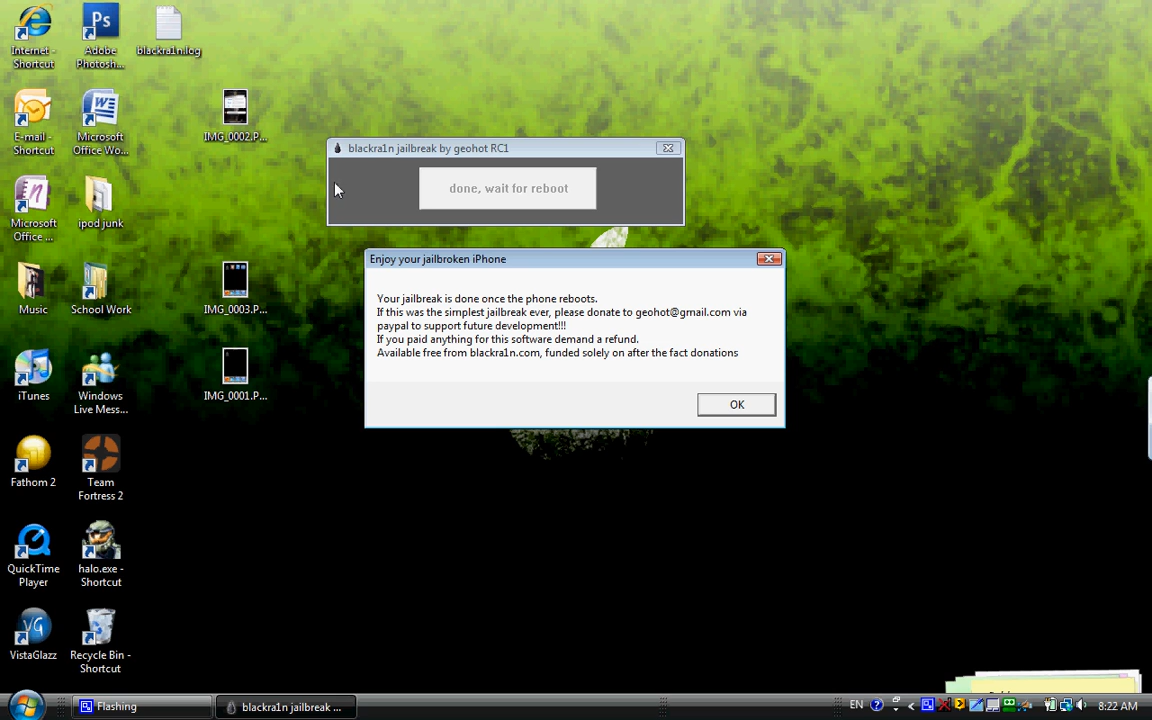 Internet -
Shortcut
Adobe
Photosh...
blackra1n.log
E-mail -
Shortcut
Microsoft
Office Wo...
IMG_0002.P...
Microsoft
Office ...
ipod junk
Music
School Work
IMG_0003.P...
iTunes
Windows
Live Mess...
IMG_0001.P...
Fathom 2
Team
Fortress 2
QuickTime
Player
halo.exe -
Shortcut
VistaGlazz
Recycle Bin -
Shortcut
blackra1n jailbreak by geohot RC1
done, wait for reboot
Enjoy your jailbroken iPhone
Your jailbreak is done once the phone reboots.
If this was the simplest jailbreak ever, please donate to geohot@gmail.com via
paypal to support future development!!!
If you paid anything for this software demand a refund.
Available free from blackra1n.com, funded solely on after the fact donations
OK
Flashing
blackra1n jailbreak ...
EN
8:22 AM